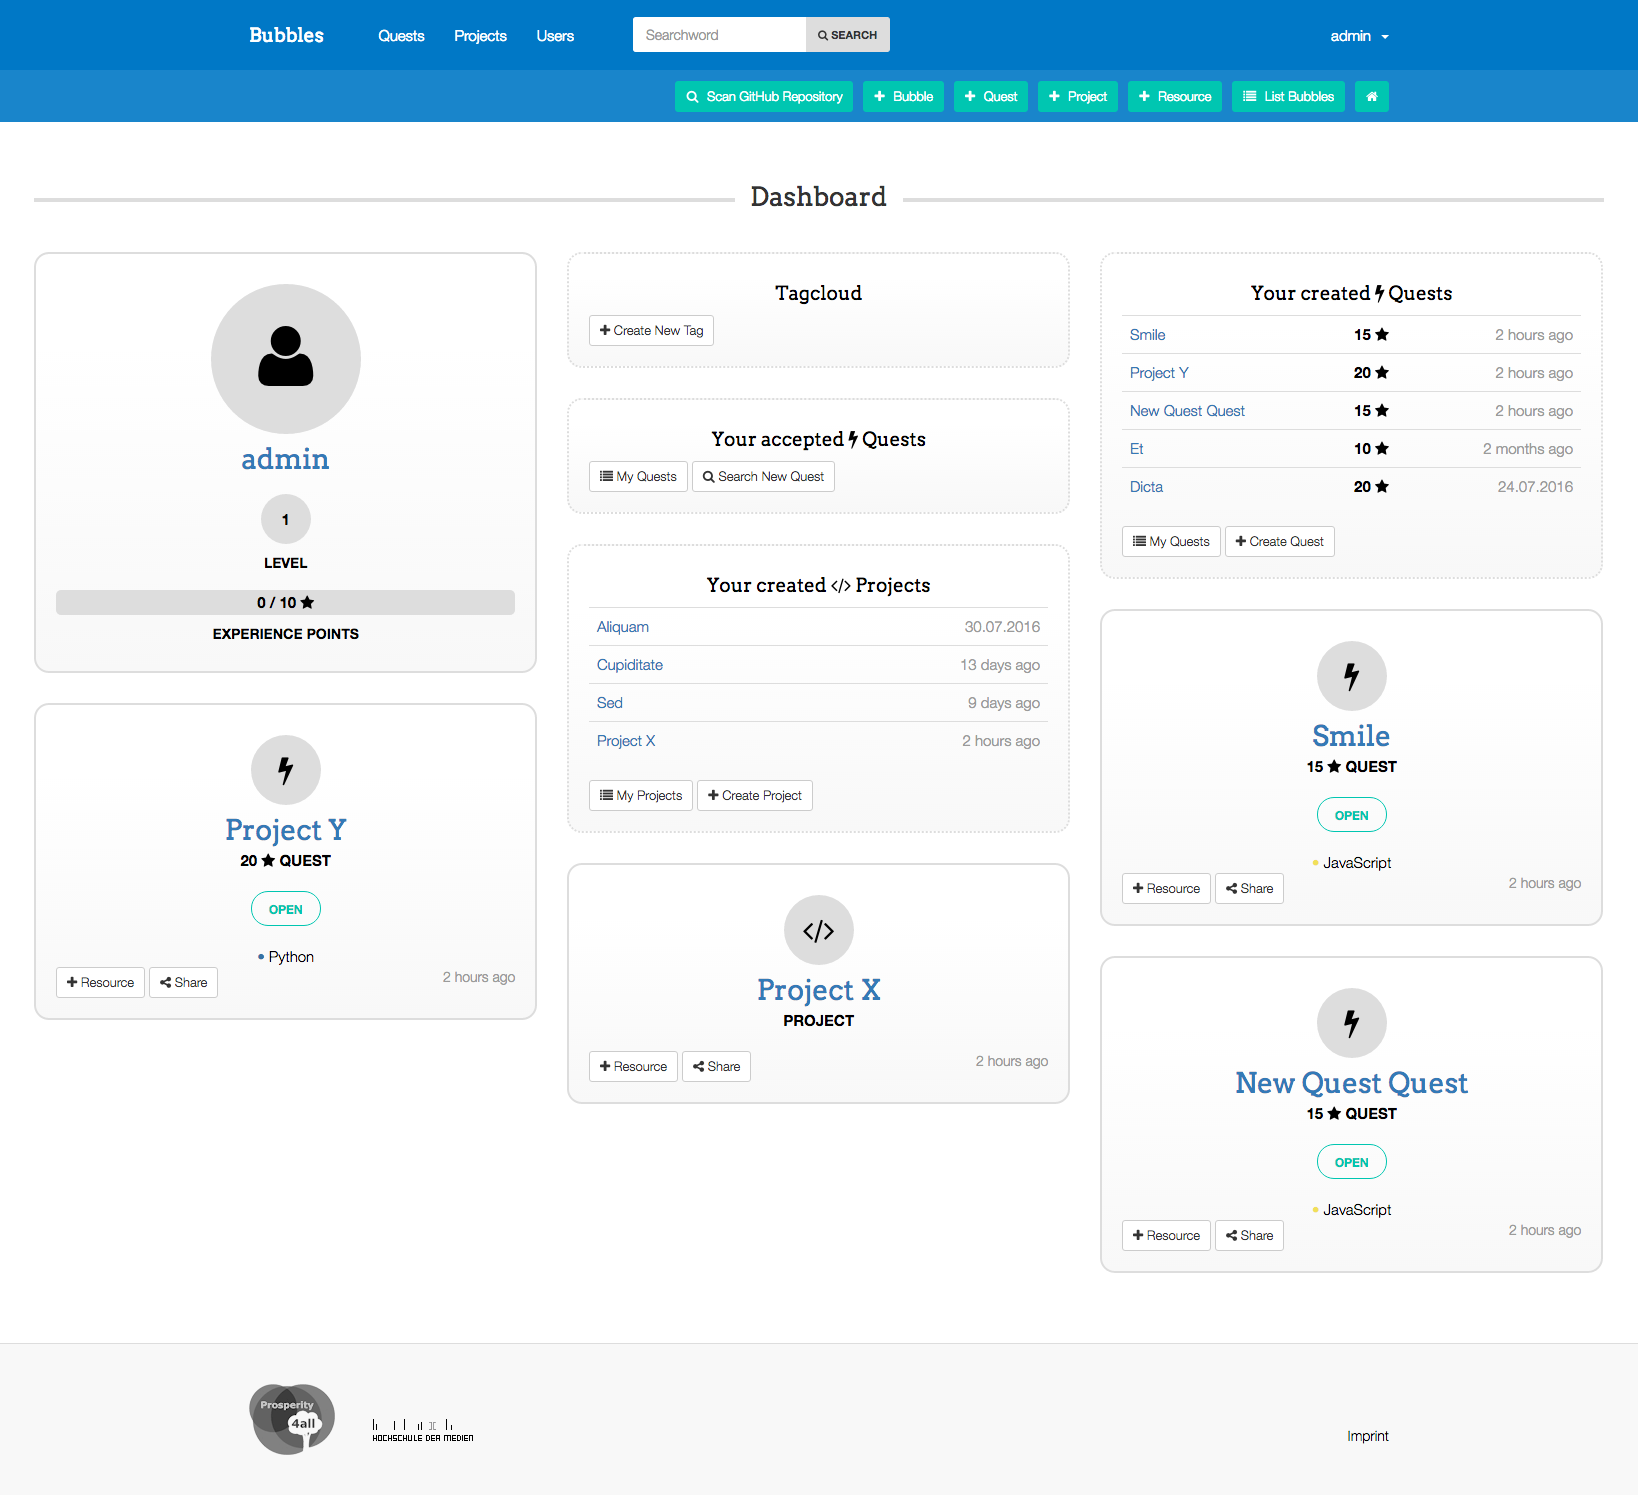 Bubbles
Quests
Projects
Users
Searchword
SEARCH
admin
Scan GitHub Repository
Bubble
Quest
Project
Resource
List Bubbles
Dashboard
admin
1
LEVEL
0 / 10
EXPERIENCE POINTS
Project Y
20 QUEST
OPEN
Python
Resource
Share
2 hours ago
Tagcloud
Create New Tag
Your accepted Quests
My Quests
Search New Quest
Your created </> Projects
Aliquam 30.07.2016
Cupiditate 13 days ago
Sed 9 days ago
Project X 2 hours ago
My Projects
Create Project
</>
Project X
PROJECT
Resource
Share
2 hours ago
Your created Quests
Smile 15 2 hours ago
Project Y 20 2 hours ago
New Quest Quest 15 2 hours ago
Et 10 2 months ago
Dicta 20 24.07.2016
My Quests
Create Quest
Smile
15 QUEST
OPEN
JavaScript
Resource
Share
2 hours ago
New Quest Quest
15 QUEST
OPEN
JavaScript
Resource
Share
2 hours ago
Prosperity
4all
HOCHSCHULE DER MEDIEN
Imprint